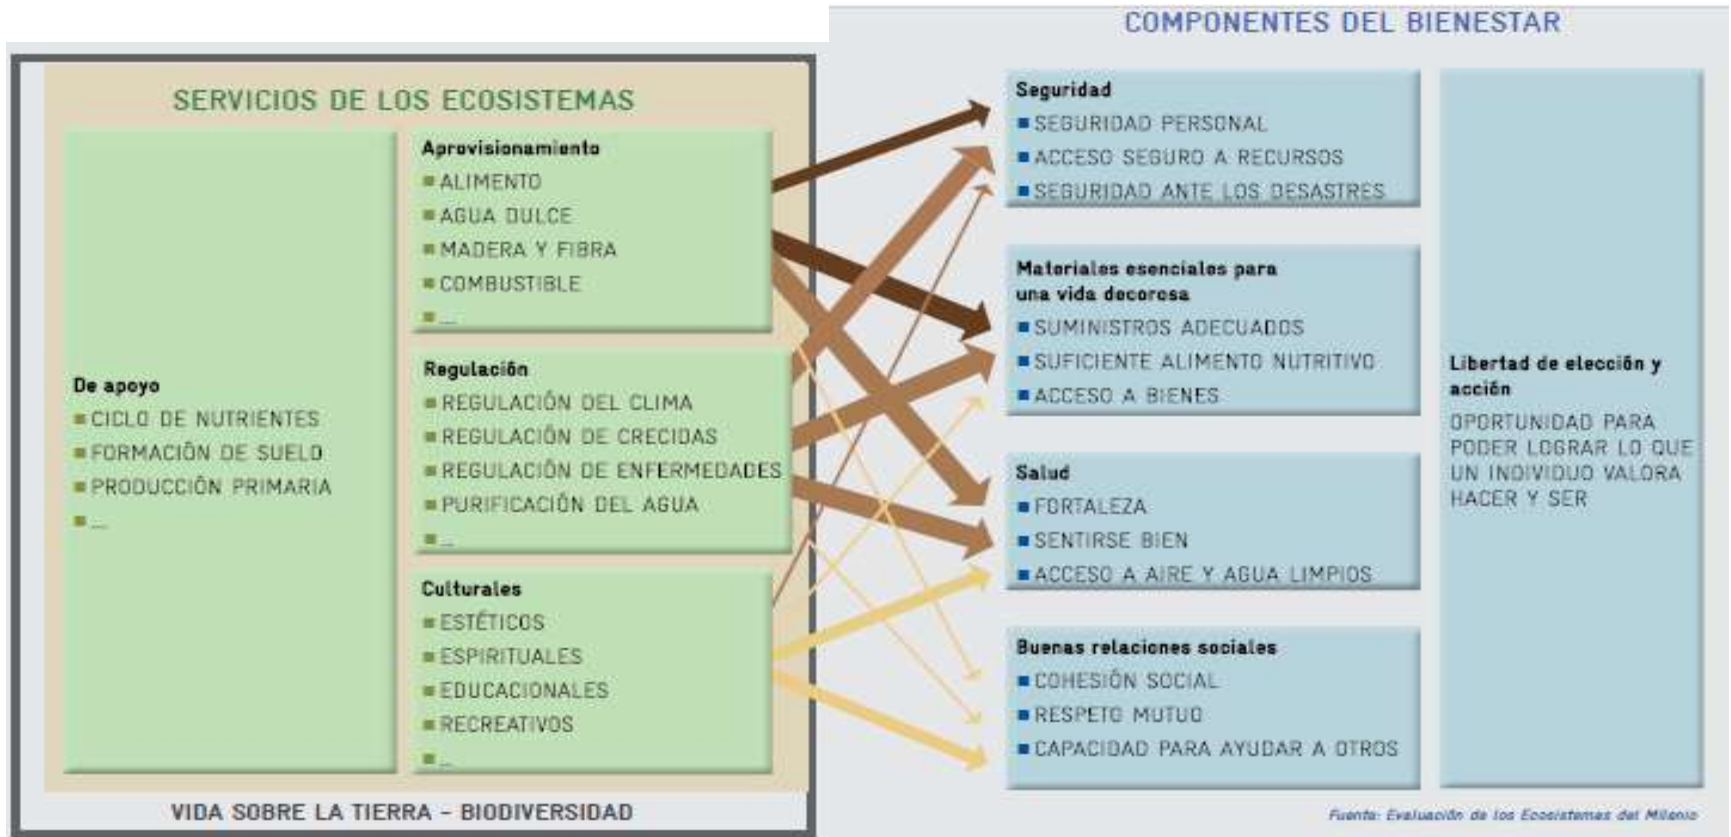 COMPONENTES DEL BIENESTAR
SERVICIOS DE LOS ECOSISTEMAS
De apoyo
CICLO DE NUTRIENTES
FORMACIÓN DE SUELO
PRODUCCIÓN PRIMARIA
...
Aprovisionamiento
ALIMENTO
AGUA DULCE
MADERA Y FIBRA
COMBUSTIBLE
...
Regulación
REGULACIÓN DEL CLIMA
REGULACIÓN DE CRECIDAS
REGULACIÓN DE ENFERMEDADES
PURIFICACIÓN DEL AGUA
...
Culturales
ESTÉTICOS
ESPIRITUALES
EDUCACIONALES
RECREATIVOS
...
VIDA SOBRE LA TIERRA - BIODIVERSIDAD
Seguridad
SEGURIDAD PERSONAL
ACCESO SEGURO A RECURSOS
SEGURIDAD ANTE LOS DESASTRES
Materiales esenciales para
una vida decorosa
SUMINISTROS ADECUADOS
SUFICIENTE ALIMENTO NUTRITIVO
ACCESO A BIENES
Salud
FORTALEZA
SENTIRSE BIEN
ACCESO A AIRE Y AGUA LIMPIOS
Buenas relaciones sociales
COHESIÓN SOCIAL
RESPETO MUTUO
CAPACIDAD PARA AYUDAR A OTROS
Libertad de elección y
acción
OPORTUNIDAD PARA
PODER LOGRAR LO QUE
UN INDIVIDUO VALORA
HACER Y SER
Fuente: Evaluación de los Ecosistemas del Milenio